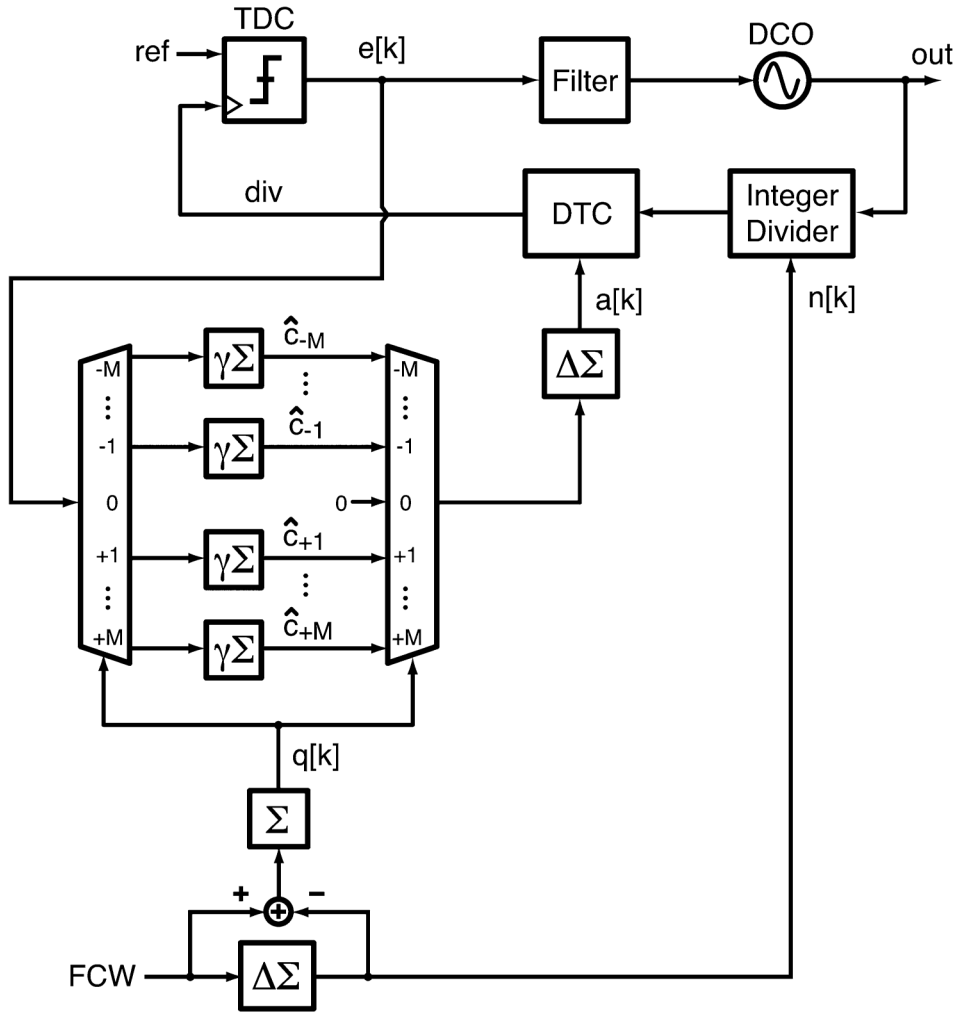 TDC
ref
e[k]
Filter
DCO
out
div
DTC
Integer
Divider
a[k]
n[k]
ΔΣ
-M
γΣ
ĉ-M
-M
⋮
⋮
⋮
-1
γΣ
ĉ-1
-1
0
0
0
+1
γΣ
ĉ+1
+1
⋮
⋮
⋮
+M
γΣ
ĉ+M
+M
q[k]
Σ
+
+
−
FCW
ΔΣ